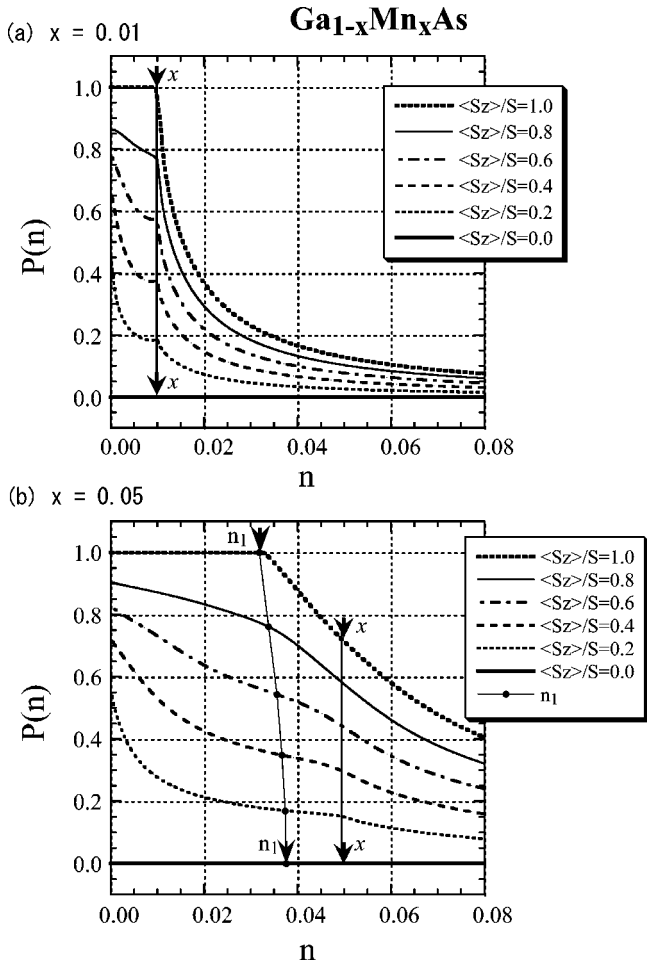 Ga1-xMnxAs
(a) x = 0.01
x
1.0
0.8
0.6
0.4
0.2
0.0
P(n)
<Sz>/S=1.0
<Sz>/S=0.8
<Sz>/S=0.6
<Sz>/S=0.4
<Sz>/S=0.2
<Sz>/S=0.0
x
0.00 0.02 0.04 0.06 0.08
n
(b) x = 0.05
n1
1.0
0.8
0.6
0.4
0.2
0.0
P(n)
<Sz>/S=1.0
<Sz>/S=0.8
<Sz>/S=0.6
<Sz>/S=0.4
<Sz>/S=0.2
<Sz>/S=0.0
n1
x
n1
x
0.00 0.02 0.04 0.06 0.08
n